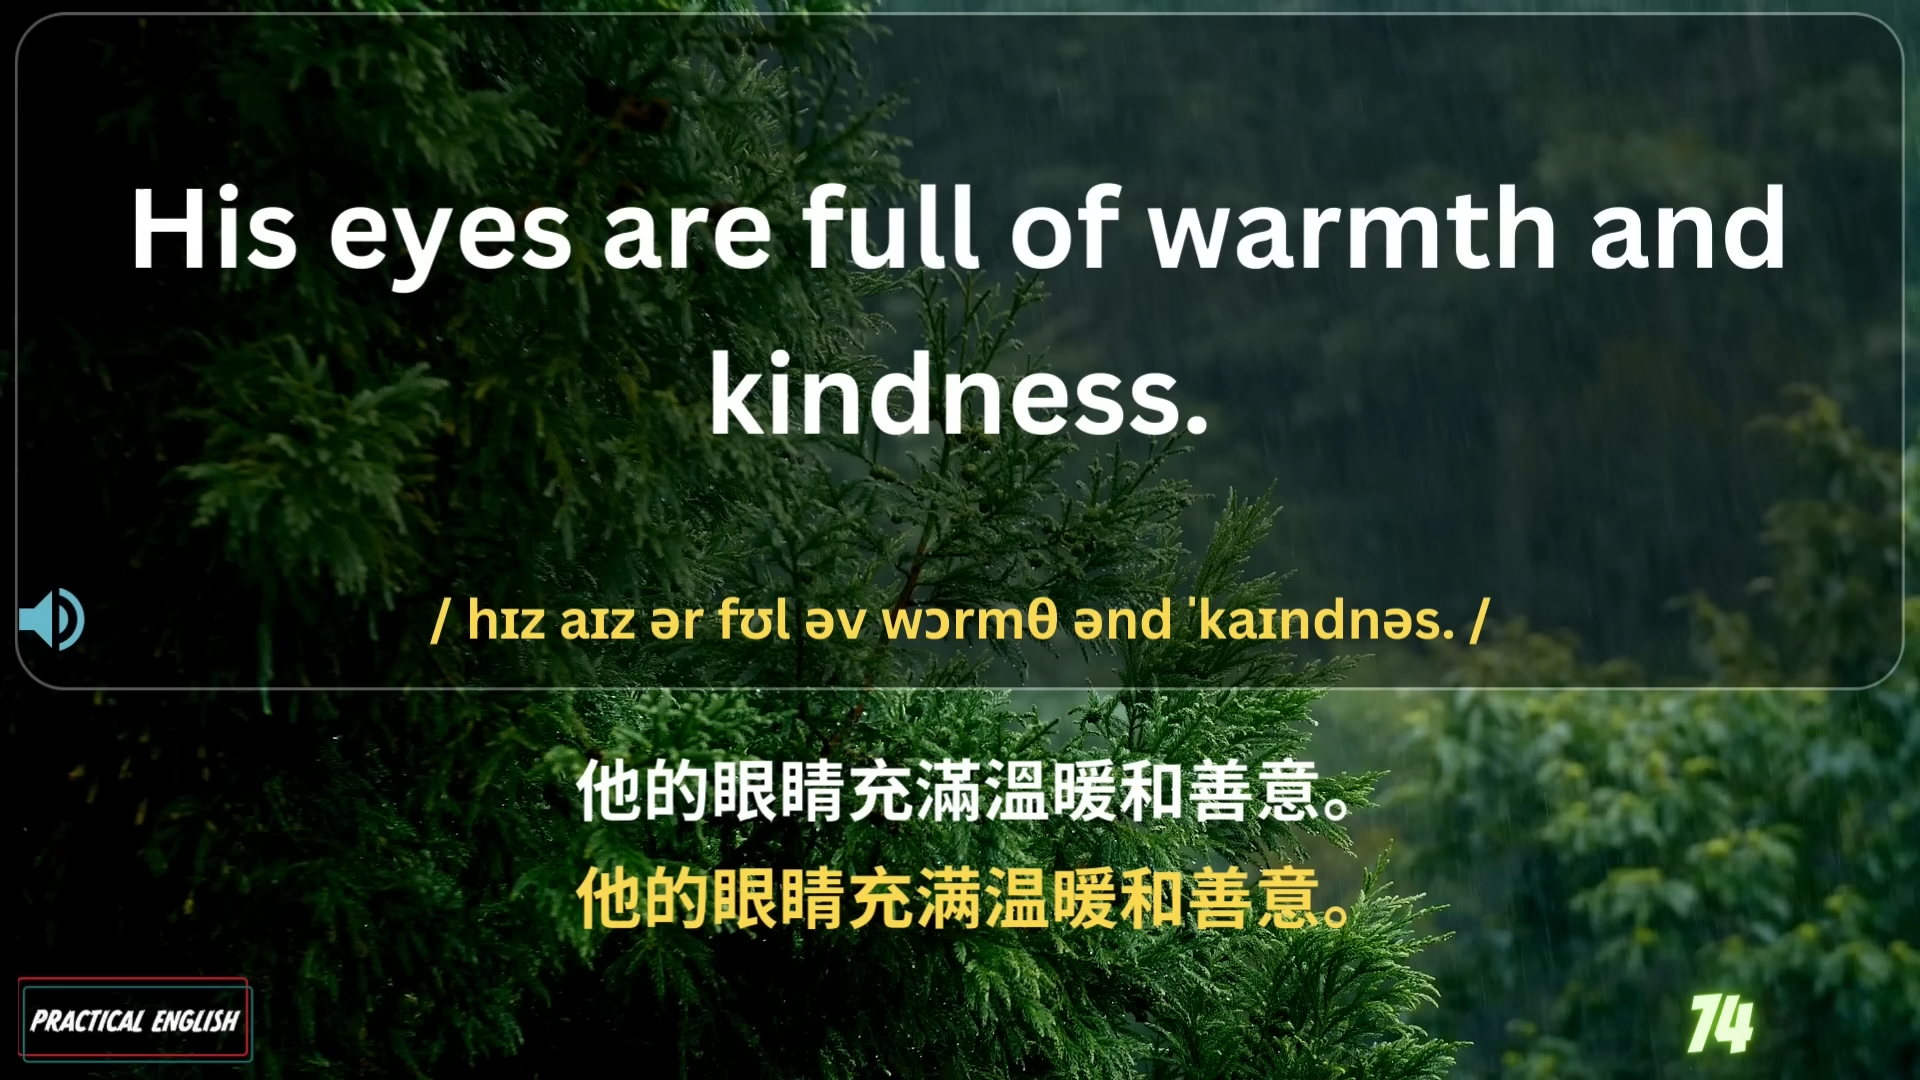 His eyes are full of warmth and
kindness.
/ hɪz aɪz ər fʊl əv wɔrmθ ənd ˈkaɪndnəs. /
他的眼睛充滿溫暖和善意。
他的眼睛充满温暖和善意。
PRACTICAL ENGLISH
74